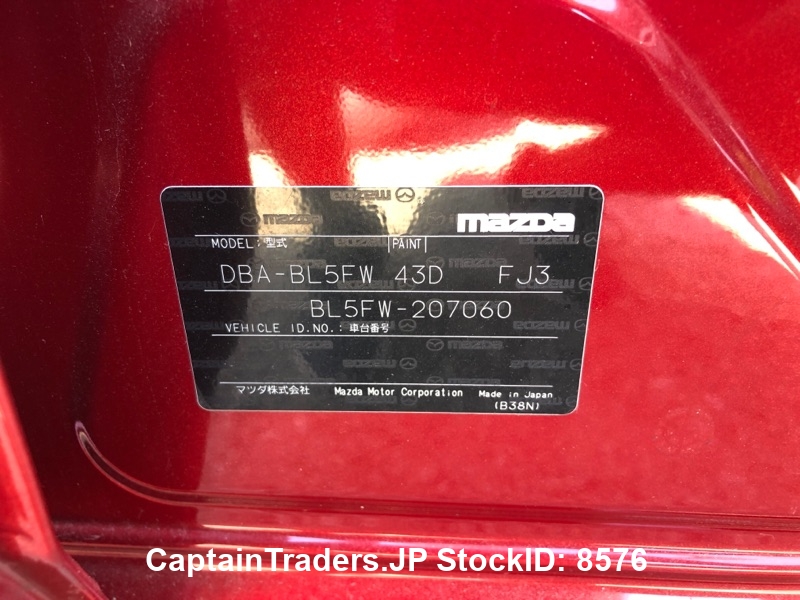 mazda
MODEL: 型式 PAINT
DBA-BL5FW 43D FJ3
BL5FW-207060
VEHICLE ID.NO.: 車台番号
マツダ株式会社 Mazda Motor Corporation Made in Japan
(B38N)
CaptainTraders.JP StockID: 8576